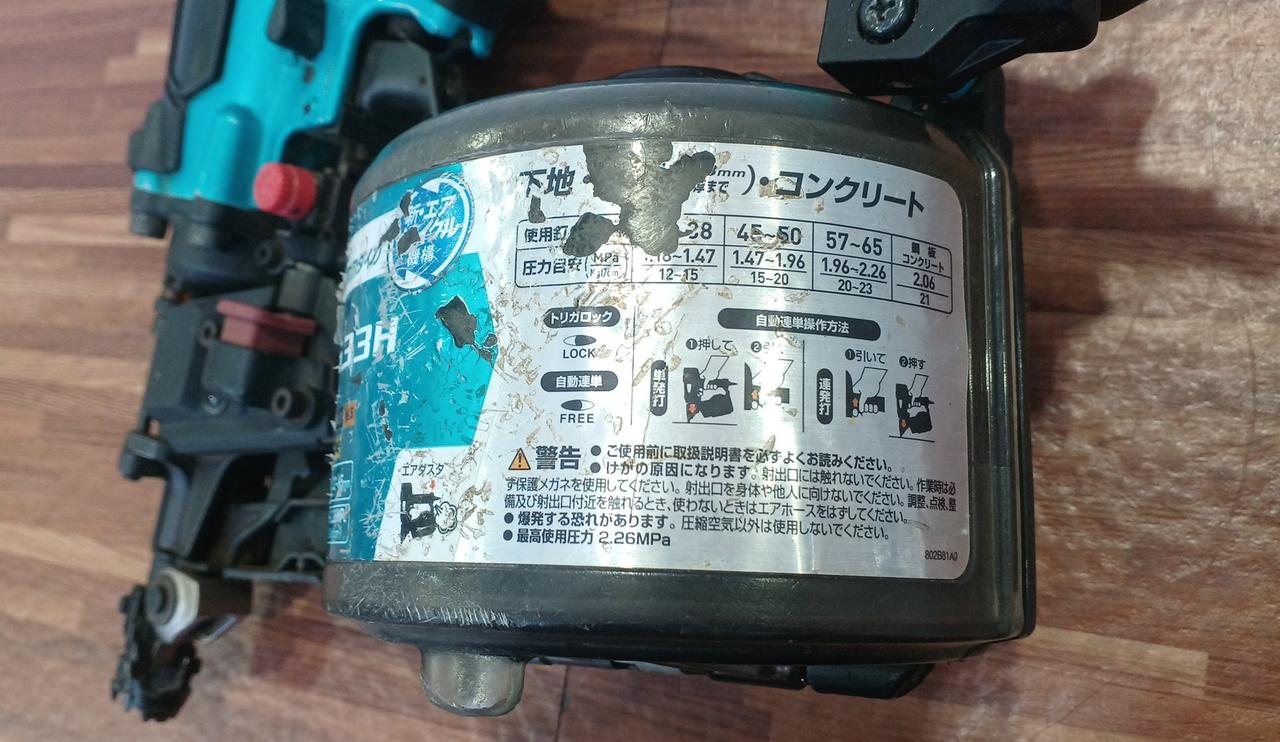 下地・ mm まで)・コンクリート
使用釘 38 45~50 57~65 鋼板 コンクリート
圧力目安 MPa 1.18~1.47 1.47~1.96 1.96~2.26 2.06
12~15 15~20 20~23 21
・エア
機構
33H
トリガロック
LOCK
自動連単
FREE
自動連単操作方法
単発打 ①押して ②
連発打 ①引いて ②押す
エアダスタ
警告 ● ご使用前に取扱説明書を必ずよくお読みください。
● けがの原因になります。射出口には触れないでください。作業時は必
ず保護メガネを使用してください。射出口を身体や他人に向けないでください。調整、点検、整
備及び射出口付近を触れるとき、使わないときはエアホースをはずしてください。
● 爆発する恐れがあります。圧縮空気以外は使用しないでください。
● 最高使用圧力 2.26MPa
802B81A0